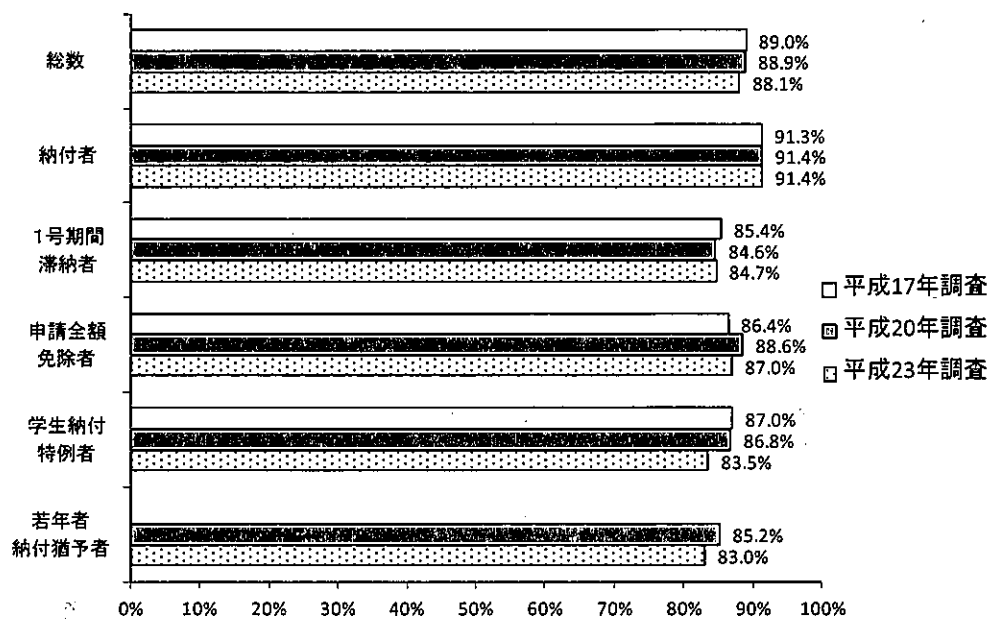 総数
89.0%
88.9%
88.1%
納付者
91.3%
91.4%
91.4%
1号期間
滞納者
85.4%
84.6%
84.7%
申請全額
免除者
86.4%
88.6%
87.0%
学生納付
特例者
87.0%
86.8%
83.5%
若年者
納付猶予者
85.2%
83.0%
平成17年調査
平成20年調査
平成23年調査
0% 10% 20% 30% 40% 50% 60% 70% 80% 90% 100%